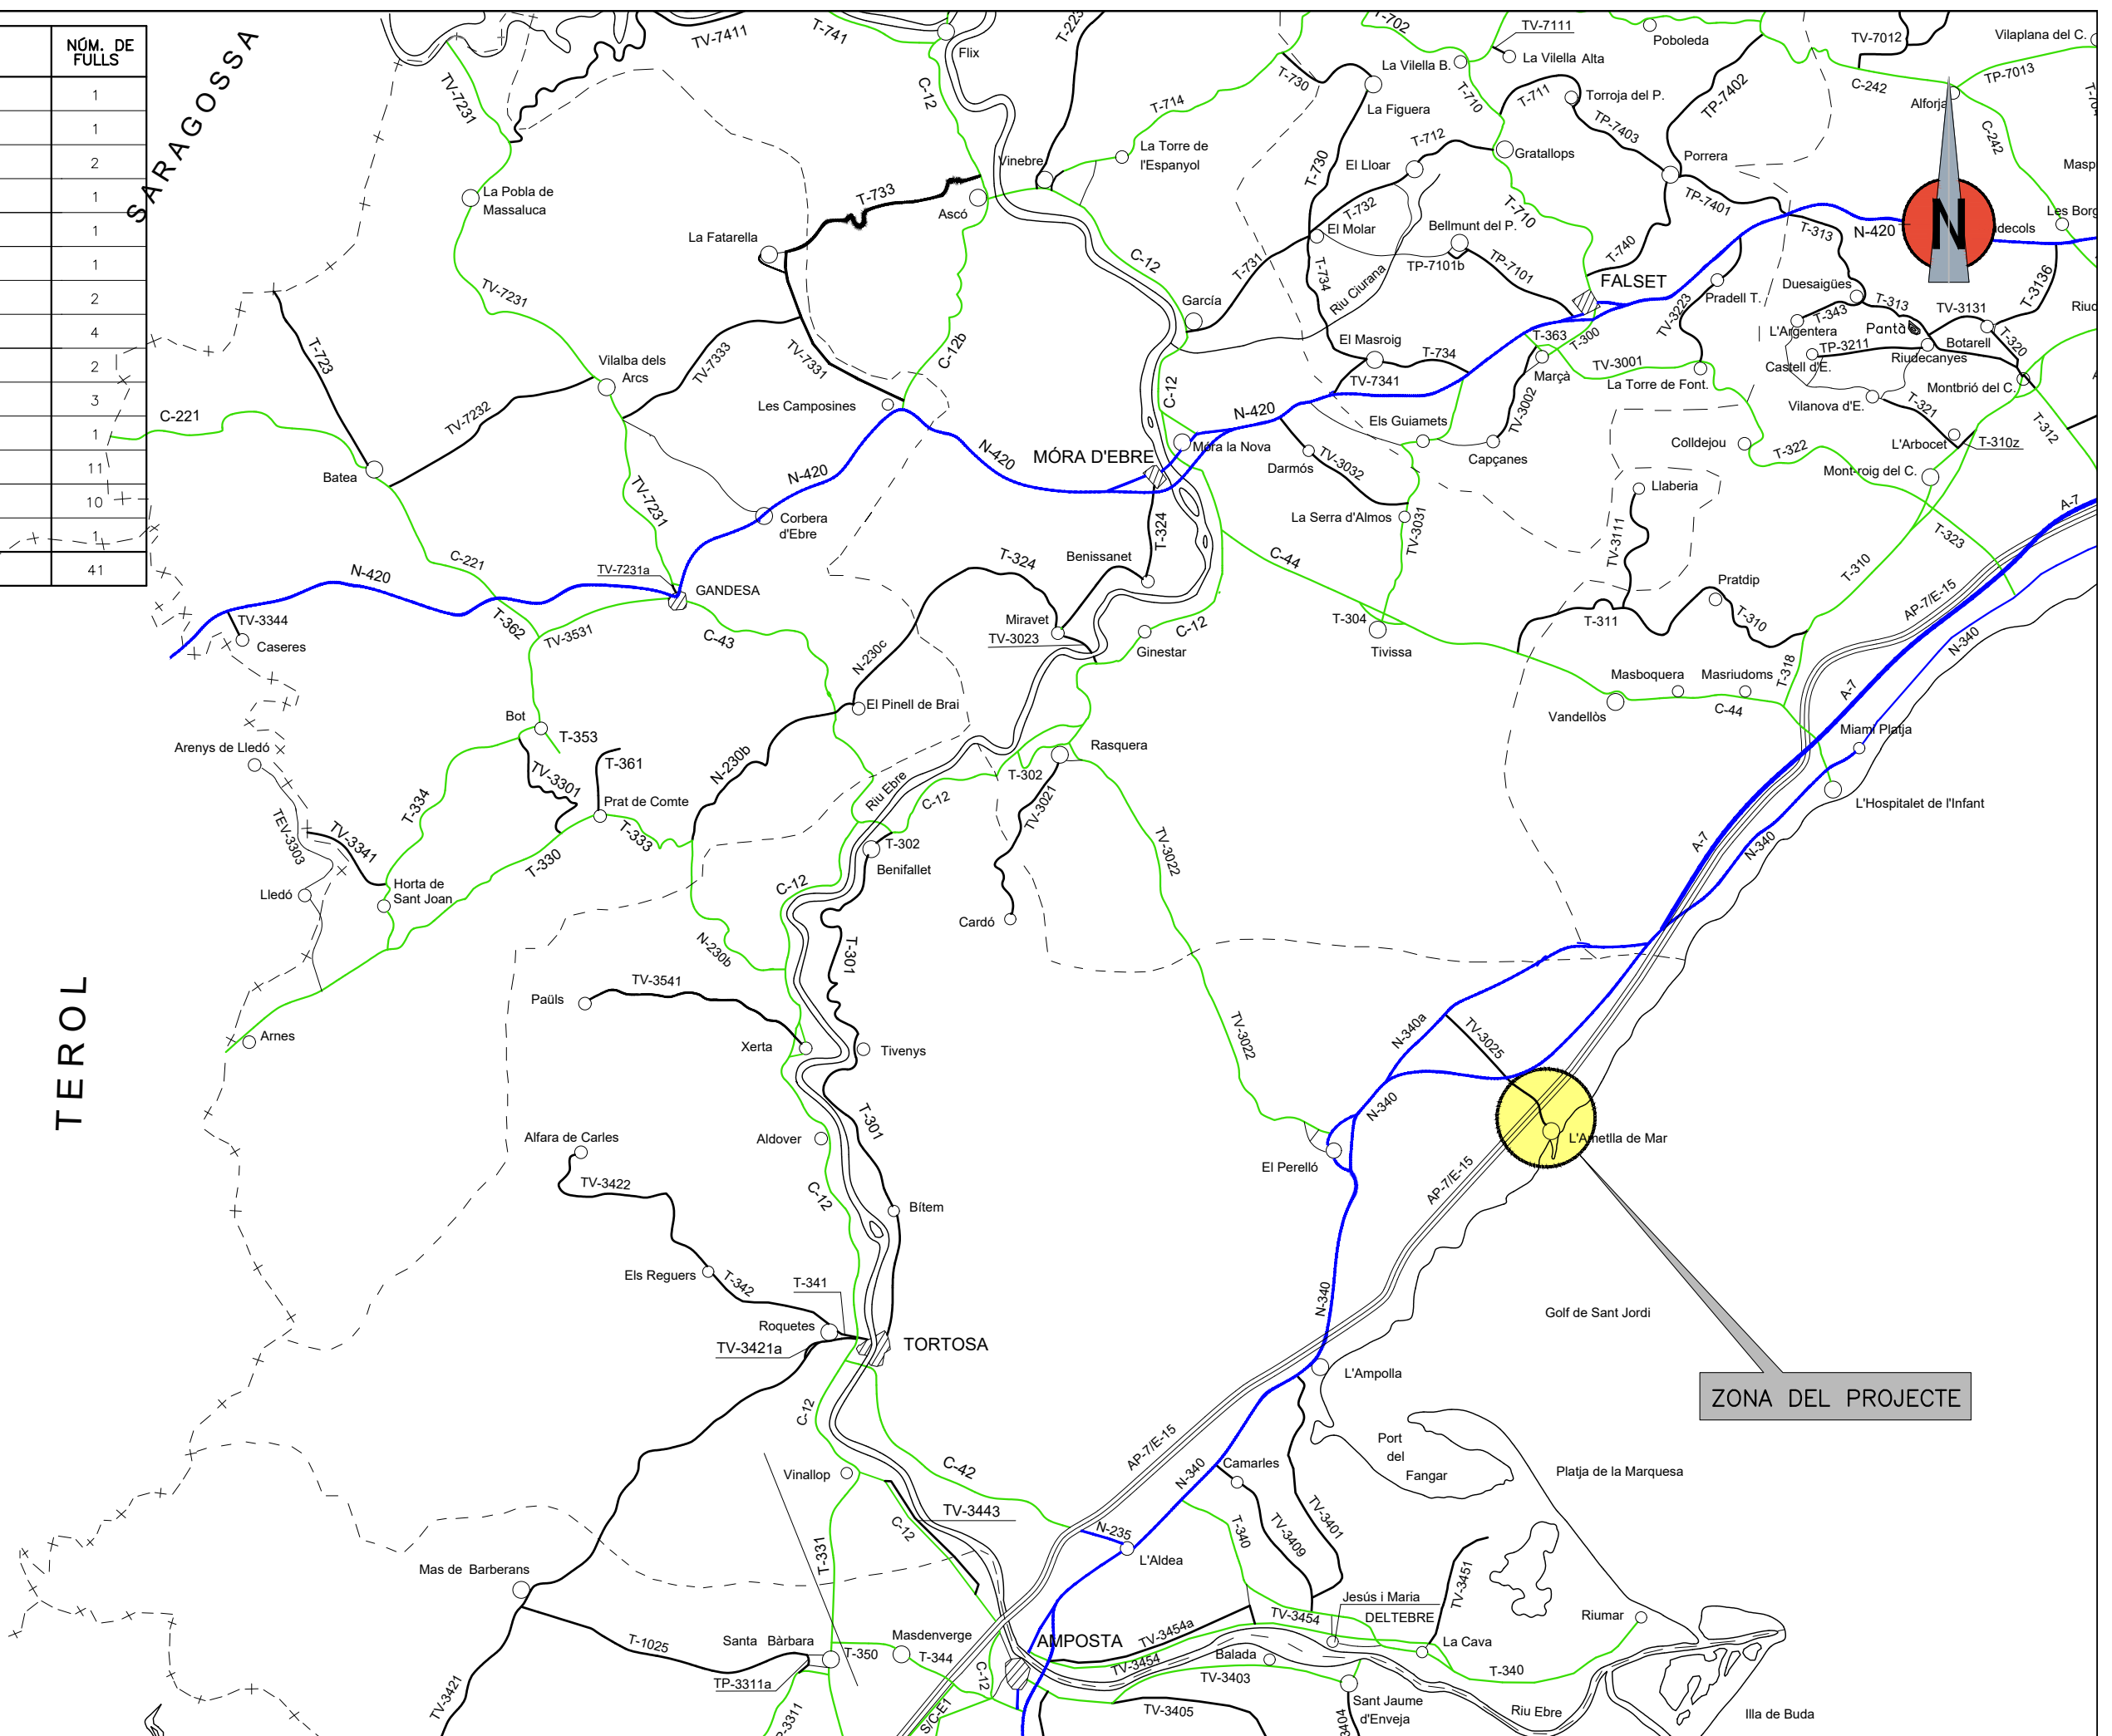 NÚM. DE
FULLS
1
1
2
1
1
1
2
4
2
3
1
11
10
1
41
SARAGOSSA
TEROL
TV-7411
T-741
Flix
T-223
T-702
TV-7111
La Vilella Alta
La Vilella B.
Poboleda
TV-7012
Vilaplana del C.
TP-7013
C-242
Alforja
C-242
TV-7231
C-12
T-714
T-730
La Figuera
T-710
T-711
Torroja del P.
TP-7403
TP-7402
La Torre de
l'Espanyol
Vinebre
T-712
Gratallops
El Lloar
Porrera
T-730
TP-7401
La Pobla de
Massaluca
T-733
Ascó
La Fatarella
T-732
El Molar
T-710
Bellmunt del P.
TP-7101b
TP-7101
T-740
T-313
N-420
N
Les Borg
C-12
T-731
T-734
Riu Ciurana
FALSET
Pradell T.
Duesaigües
T-313
T-3136
TV-7231
García
T-363
T-300
TV-3223
T-343
L'Argentera
Pantà
TV-3131
Botarell
T-320
T-723
Vilalba dels
Arcs
TV-7333
TV-7331
C-12b
El Masroig
T-734
TV-7341
Marçà
TV-3001
La Torre de Font.
TP-3211
Castell d'E.
Riudecanyes
Montbrió del C.
Les Camposines
C-12
N-420
Els Guiamets
TV-3002
Vilanova d'E.
T-321
T-312
C-221
TV-7232
Batea
N-420
N-420
MÓRA D'EBRE
Móra la Nova
Darmós
TV-3032
Capçanes
Colldejou
T-322
L'Arbocet
T-310z
Mont-roig del C.
TV-7231
Corbera
d'Ebre
T-324
La Serra d'Almos
TV-3031
Llaberia
TV-3111
A-7
T-323
C-221
TV-7231a
GANDESA
T-324
Benissanet
C-44
Pratdip
T-310
T-310
AP-7/E-15
N-420
TV-3344
Caseres
T-362
TV-3531
C-43
Miravet
TV-3023
C-12
Ginestar
T-304
Tivissa
T-311
N-340
N-230c
El Pinell de Brai
Masboquera
Masriudoms
T-318
A-7
Vandellòs
C-44
Miami Platja
Bot
T-353
Arenys de Lledó
TV-3301
T-361
N-230b
Rasquera
T-302
TV-3021
Riu Ebre
C-12
L'Hospitalet de l'Infant
TEV-3303
TV-3341
T-334
Prat de Comte
T-333
T-330
T-302
Benifallet
TV-3022
A-7
N-340
Lledó
Horta de
Sant Joan
C-12
Cardó
N-230b
T-301
TV-3541
Paüls
Arnes
Xerta
Tivenys
TV-3022
N-340a
TV-3025
N-340
Alfara de Carles
Aldover
T-301
L'Ametlla de Mar
El Perelló
AP-7/E-15
TV-3422
C-12
Bítem
Els Reguers
T-342
T-341
N-340
Golf de Sant Jordi
Roquetes
TV-3421a
TORTOSA
L'Ampolla
ZONA DEL PROJECTE
C-12
AP-7/E-15
Port
del
Fangar
Platja de la Marquesa
Vinallop
C-42
N-340
Camarles
TV-3443
C-12
N-235
T-340
TV-3409
TV-3401
T-331
L'Aldea
Mas de Barberans
TV-3451
Jesús i Maria
DELTEBRE
Riumar
TV-3454
TV-3454a
T-1025
Santa Bàrbara
T-350
Masdenverge
T-344
AMPOSTA
TV-3454
Balada
La Cava
TP-3311a
C-12
TV-3403
T-340
TV-3421
S/C-E1
TV-3405
Sant Jaume
d'Enveja
Riu Ebre
Illa de Buda